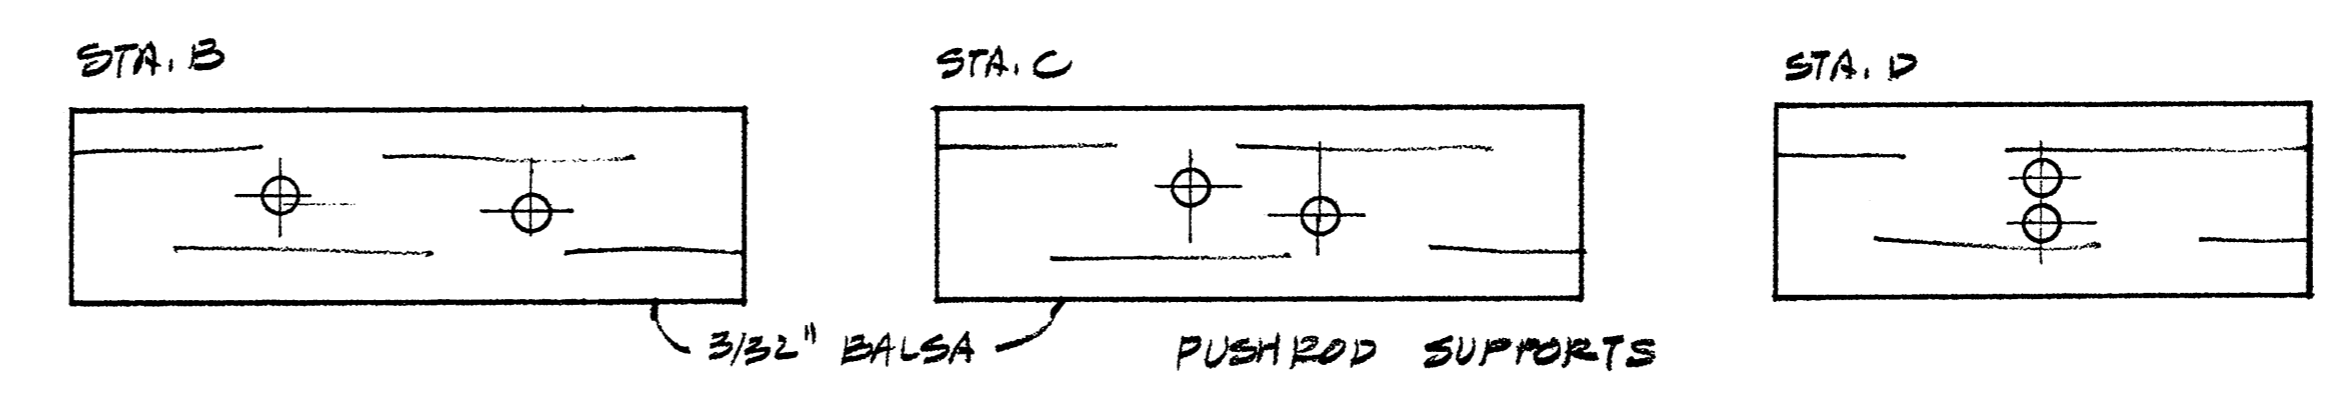 STA. B
STA. C
STA. D
3/32" BALSA
PUSHROD SUPPORTS